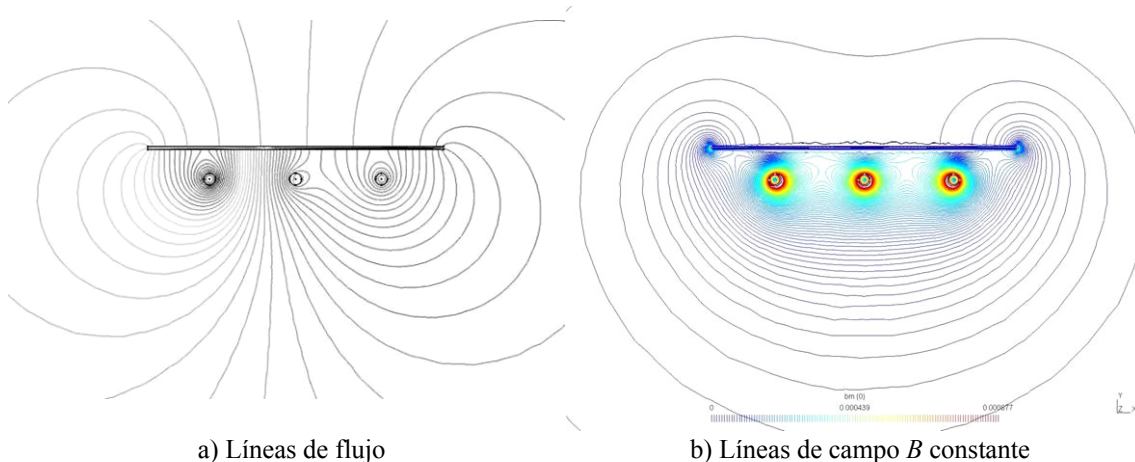 bm (0)
0 0.000439 0.000877
Y
Z X
a) Líneas de flujo
b) Líneas de campo B constante